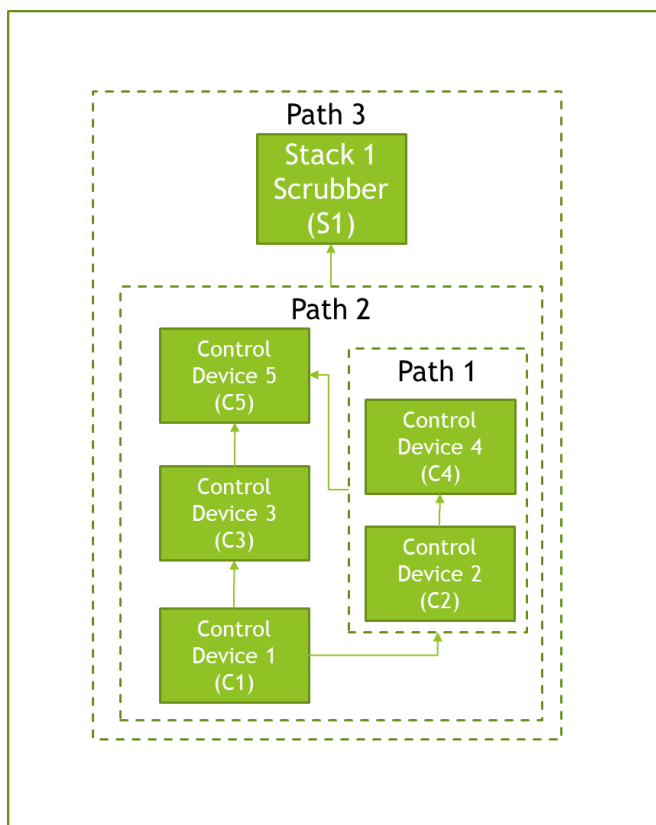 Path 3
Stack 1
Scrubber
(S1)
Path 2
Control
Device 5
(C5)
Path 1
Control
Device 4
(C4)
Control
Device 3
(C3)
Control
Device 2
(C2)
Control
Device 1
(C1)